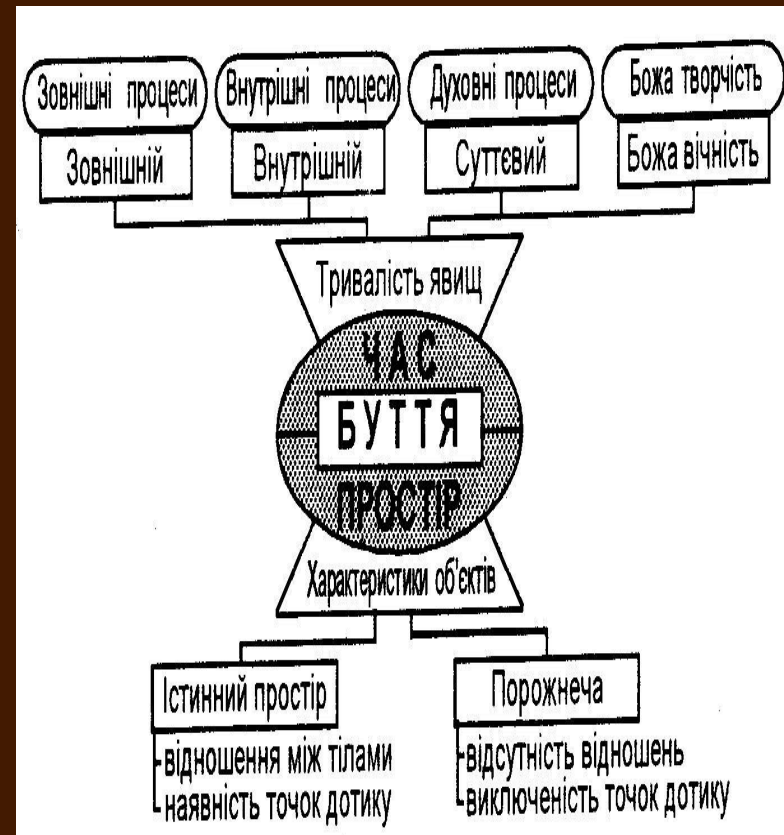 Зовнішні процеси
Внутрішні процеси
Духовні процеси
Божа творчість
Зовнішній
Внутрішній
Суттєвий
Божа вічність
Тривалість явищ
ЧАС
БУТТЯ
ПРОСТІР
Характеристики об'єктів
Істинний простір
-відношення між тілами
-наявність точок дотику
Порожнеча
-відсутність відношень
-виключеність точок дотику